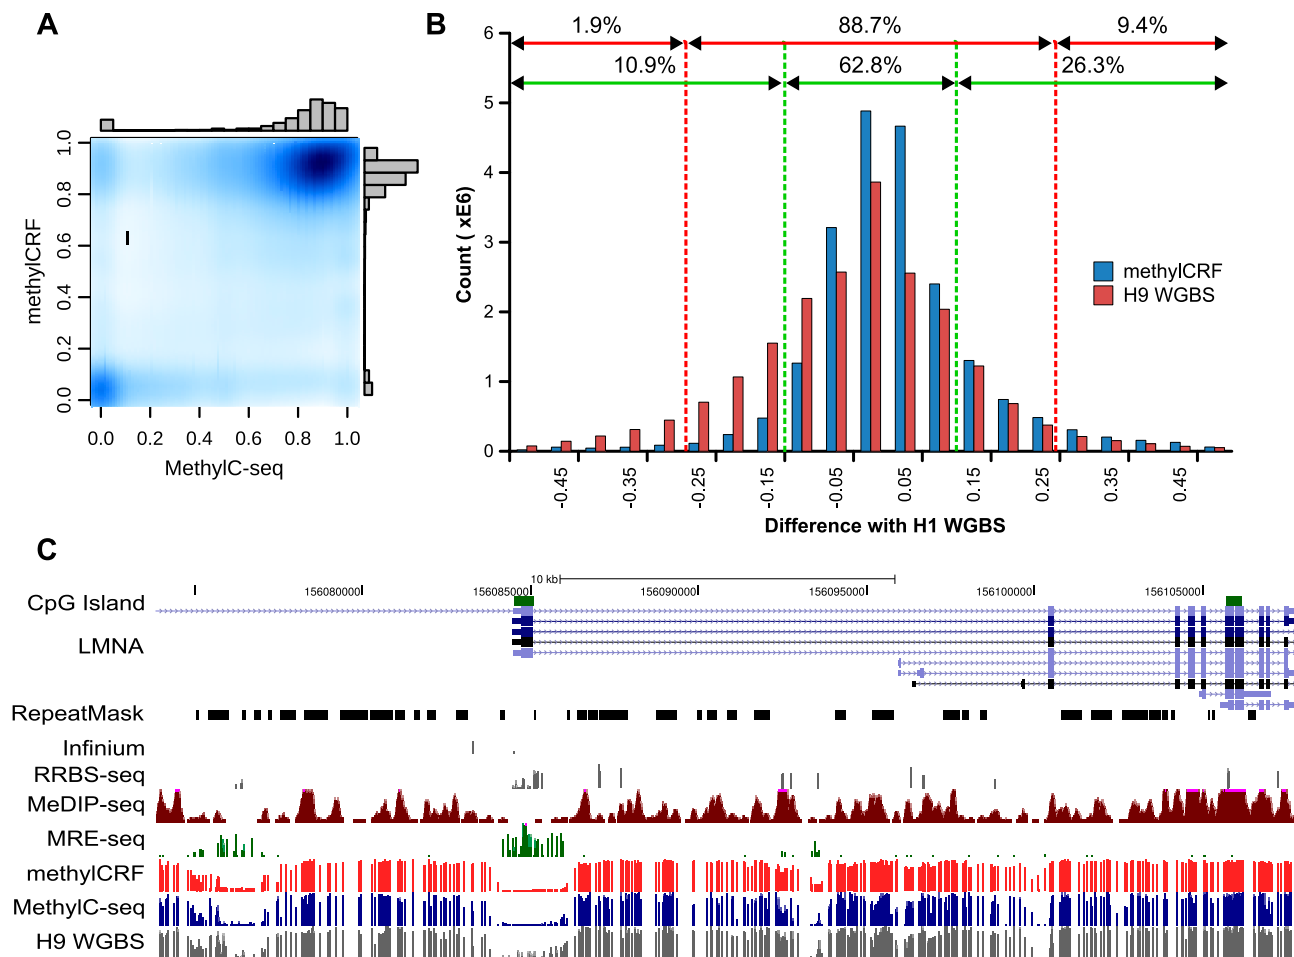 A
1.0
0.8
0.6
0.4
0.2
0.0
methylCRF
0.0 0.2 0.4 0.6 0.8 1.0
MethylC-seq
B
1.9% 88.7% 9.4%
10.9% 62.8% 26.3%
6
5
4
3
2
1
0
Count ( xE6)
methylCRF
H9 WGBS
-0.45 -0.35 -0.25 -0.15 -0.05 0.05 0.15 0.25 0.35 0.45
Difference with H1 WGBS
C
10 kb
156080000 156085000 156090000 156095000 156100000 156105000
CpG Island
LMNA
RepeatMask
Infinium
RRBS-seq
MeDIP-seq
MRE-seq
methylCRF
MethylC-seq
H9 WGBS